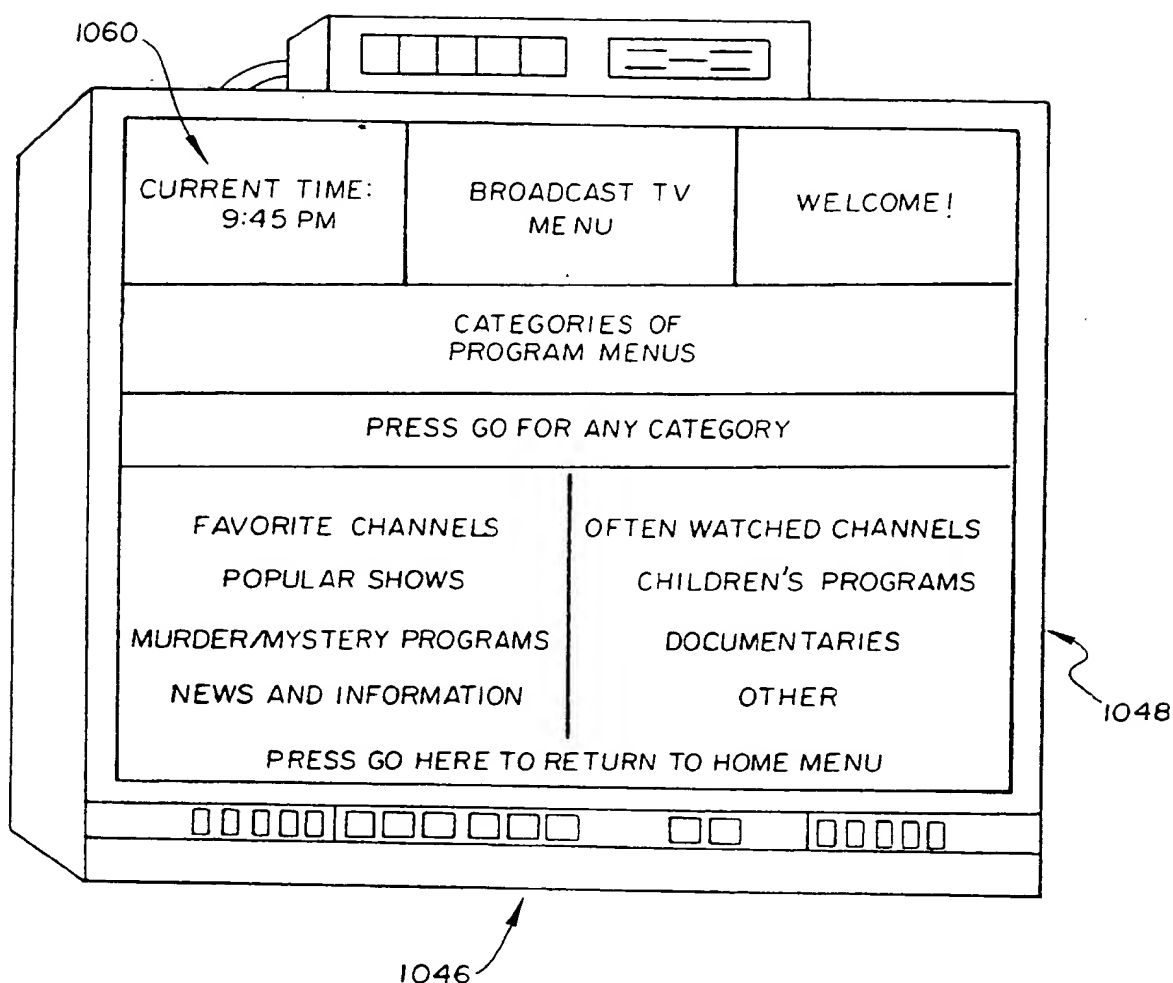 1060
CURRENT TIME:
9:45 PM
BROADCAST TV
MENU
WELCOME!
CATEGORIES OF
PROGRAM MENUS
PRESS GO FOR ANY CATEGORY
FAVORITE CHANNELS
POPULAR SHOWS
MURDER/MYSTERY PROGRAMS
NEWS AND INFORMATION
OFTEN WATCHED CHANNELS
CHILDREN'S PROGRAMS
DOCUMENTARIES
OTHER
PRESS GO HERE TO RETURN TO HOME MENU
1048
1046